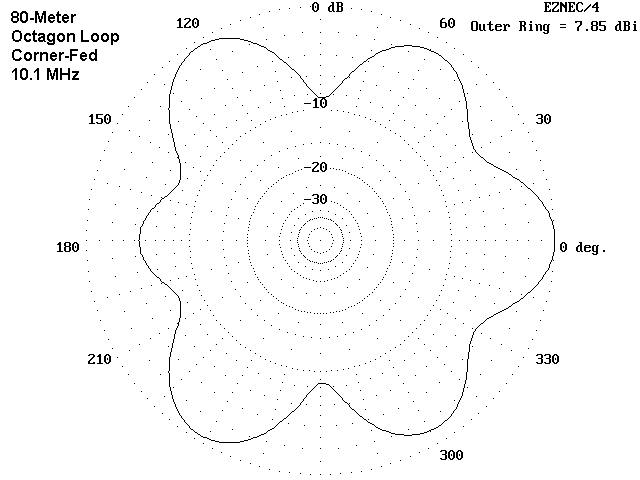 80-Meter
Octagon Loop
Corner-Fed
10.1 MHz
0 dB
EZNEC/4
Outer Ring = 7.85 dBi
120
60
-10
150
30
-20
-30
180
0 deg.
210
330
300